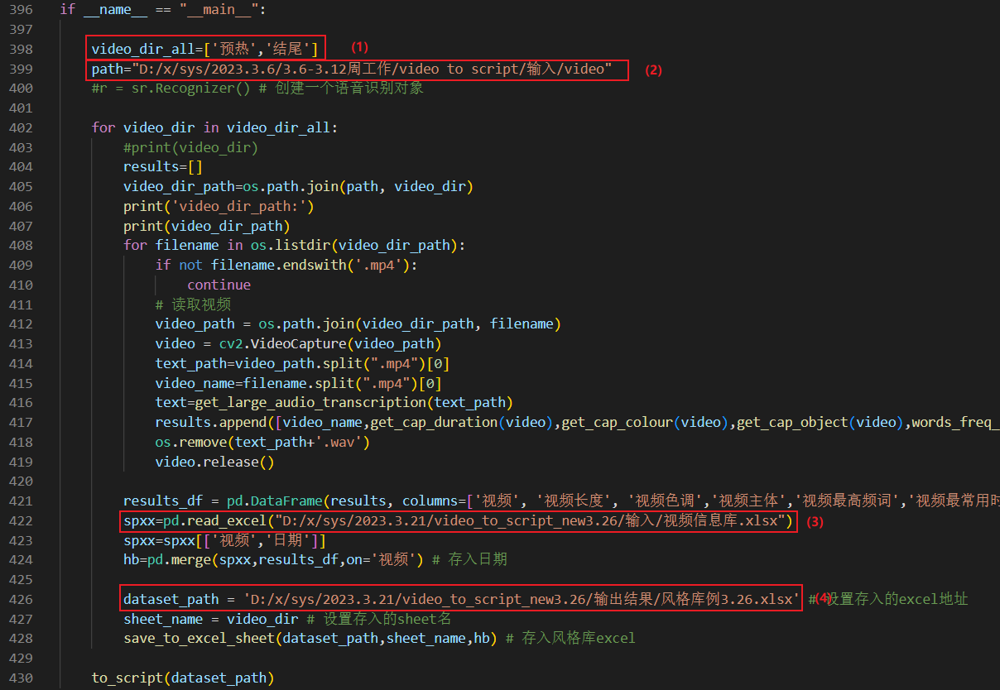 396 if __name__ == "__main__":
397
398 video_dir_all=['预热','结尾'] (1)
399 path="D:/x/sys/2023.3.6/3.6-3.12周工作/video to script/输入/video" (2)
400 #r = sr.Recognizer() # 创建一个语音识别对象
401
402 for video_dir in video_dir_all:
403 #print(video_dir)
404 results=[]
405 video_dir_path=os.path.join(path, video_dir)
406 print('video_dir_path:')
407 print(video_dir_path)
408 for filename in os.listdir(video_dir_path):
409 if not filename.endswith('.mp4'):
410 continue
411 # 读取视频
412 video_path = os.path.join(video_dir_path, filename)
413 video = cv2.VideoCapture(video_path)
414 text_path=video_path.split(".mp4")[0]
415 video_name=filename.split(".mp4")[0]
416 text=get_large_audio_transcription(text_path)
417 results.append([video_name,get_cap_duration(video),get_cap_colour(video),get_cap_object(video),words_freq_
418 os.remove(text_path+'.wav')
419 video.release()
420
421 results_df = pd.DataFrame(results, columns=['视频', '视频长度', '视频色调','视频主体','视频最高频词','视频最常用时
422 spxx=pd.read_excel("D:/x/sys/2023.3.21/video_to_script_new3.26/输入/视频信息库.xlsx") (3)
423 spxx=spxx[['视频','日期']]
424 hb=pd.merge(spxx,results_df,on='视频') # 存入日期
425
426 dataset_path = 'D:/x/sys/2023.3.21/video_to_script_new3.26/输出结果/风格库例3.26.xlsx' #(4)设置存入的excel地址
427 sheet_name = video_dir # 设置存入的sheet名
428 save_to_excel_sheet(dataset_path,sheet_name,hb) # 存入风格库excel
429
430 to_script(dataset_path)